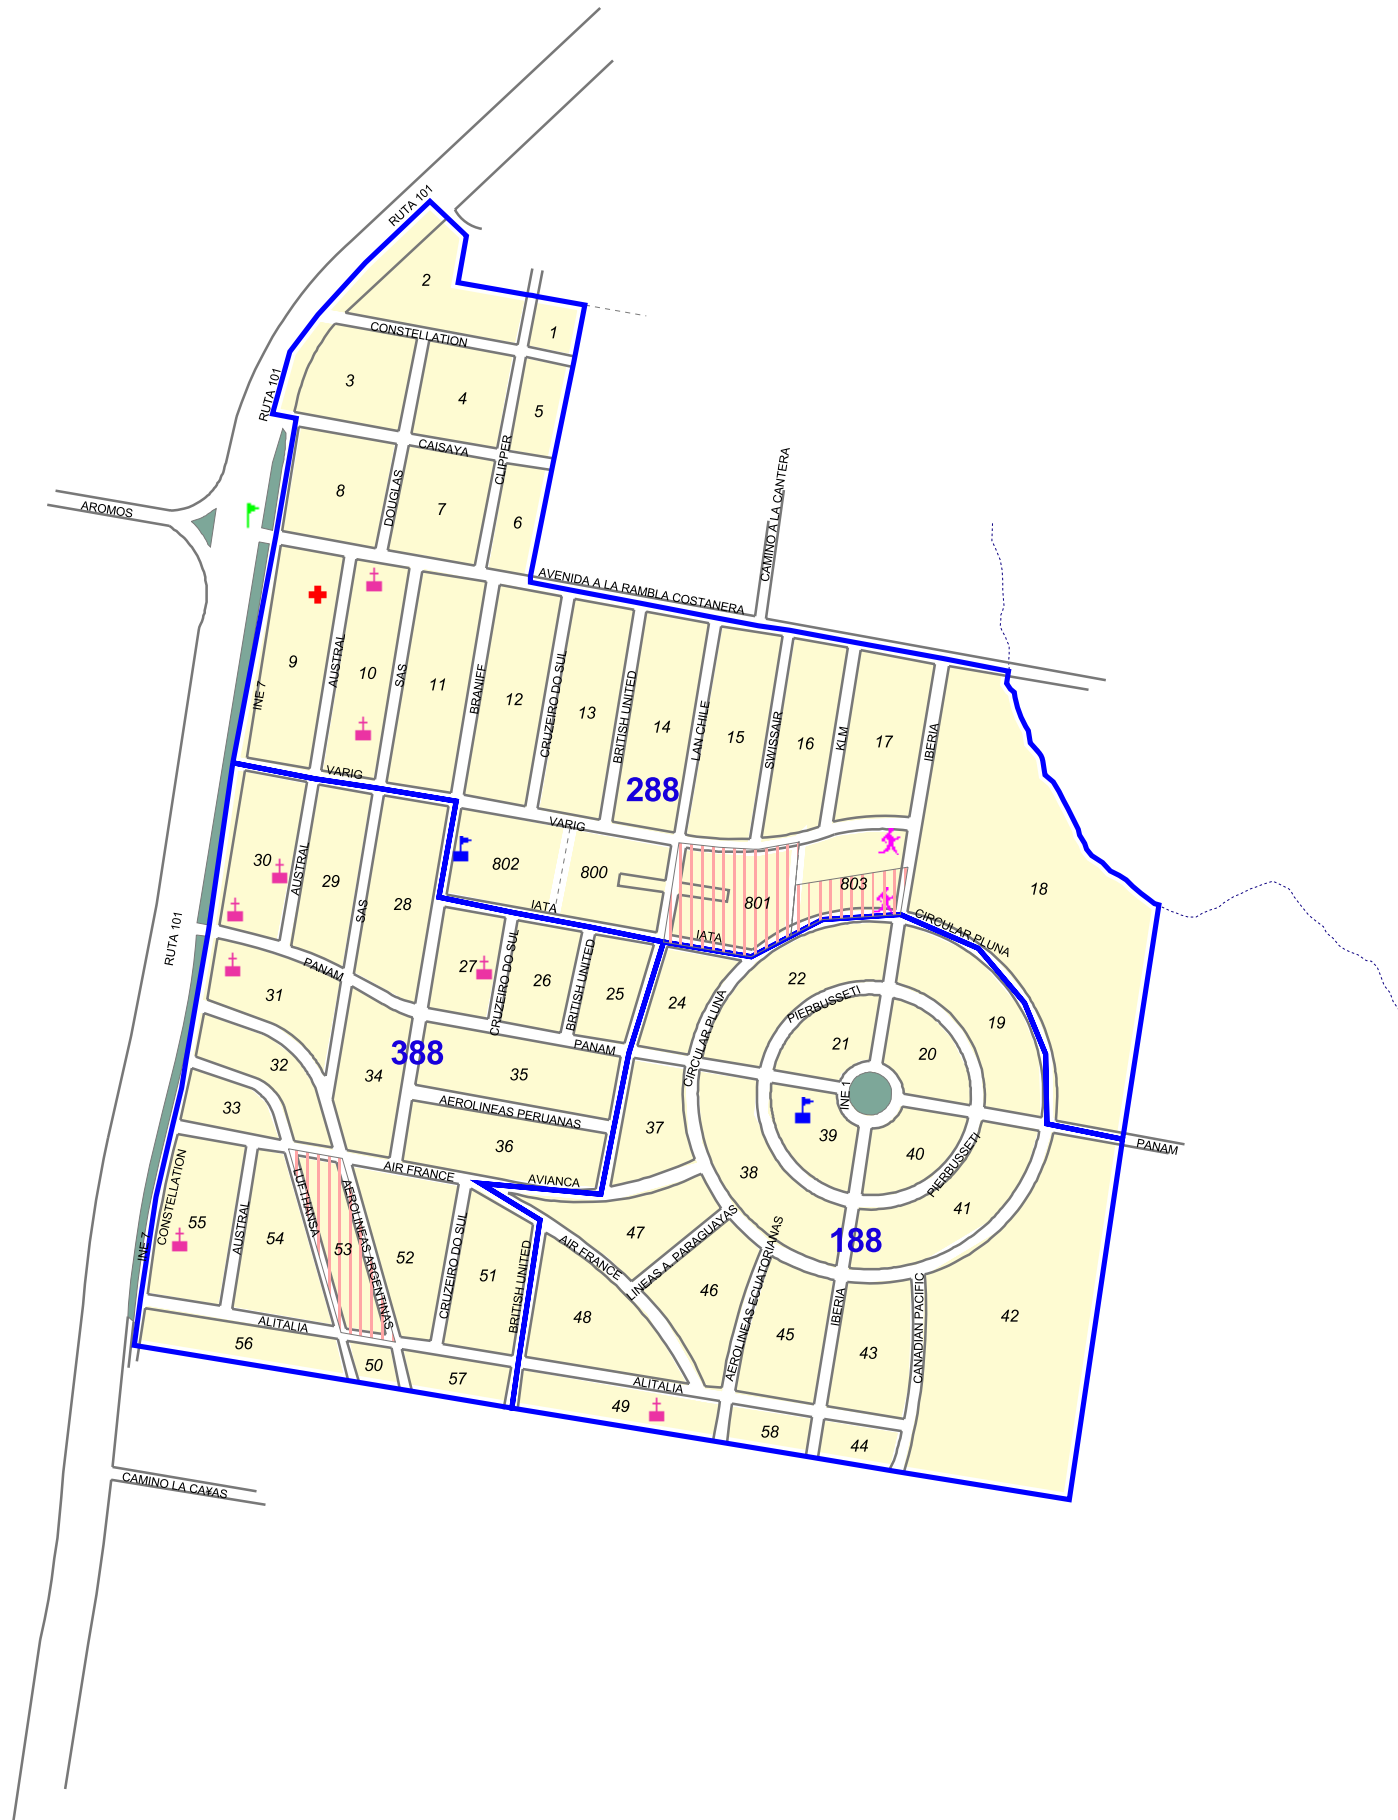 RUTA 101
2
1
CONSTELLATION
3
4
5
RUTA 101
CAISAYA
CLIPPER
8
DOUGLAS
7
6
AROMOS
CAMINO A LA CANTERA
AVENIDA A LA RAMBLA COSTANERA
9
AUSTRAL
10
SAS
11
BRANIFF
12
CRUZEIRO DO SUL
13
BRITISH UNITED
14
LAN CHILE
15
SWISSAIR
16
KLM
17
IBERIA
INE 7
VARIG
288
VARIG
30
AUSTRAL
29
SAS
28
802
800
801
803
18
IATA
IATA
CIRCULAR PLUNA
RUTA 101
PANAM
27
CRUZEIRO DO SUL
26
BRITISH UNITED
25
24
22
PIERBUSSETI
19
31
CIRCULAR PLUNA
21
20
32
388
34
PANAM
35
INE 1
33
AEROLINEAS PERUANAS
36
37
39
40
PANAM
38
PIERBUSSETI
41
AIR FRANCE
AVIANCA
CONSTELLATION
55
AUSTRAL
54
LUFTHANSA
53
AEROLINEAS ARGENTINAS
52
CRUZEIRO DO SUL
51
BRITISH UNITED
AIR FRANCE
47
LINEAS A. PARAGUAYAS
188
INE 7
48
46
AEROLINEAS ECUATORIANAS
45
IBERIA
43
CANADIAN PACIFIC
42
ALITALIA
56
50
57
ALITALIA
49
58
44
CAMINO LA CA¥AS